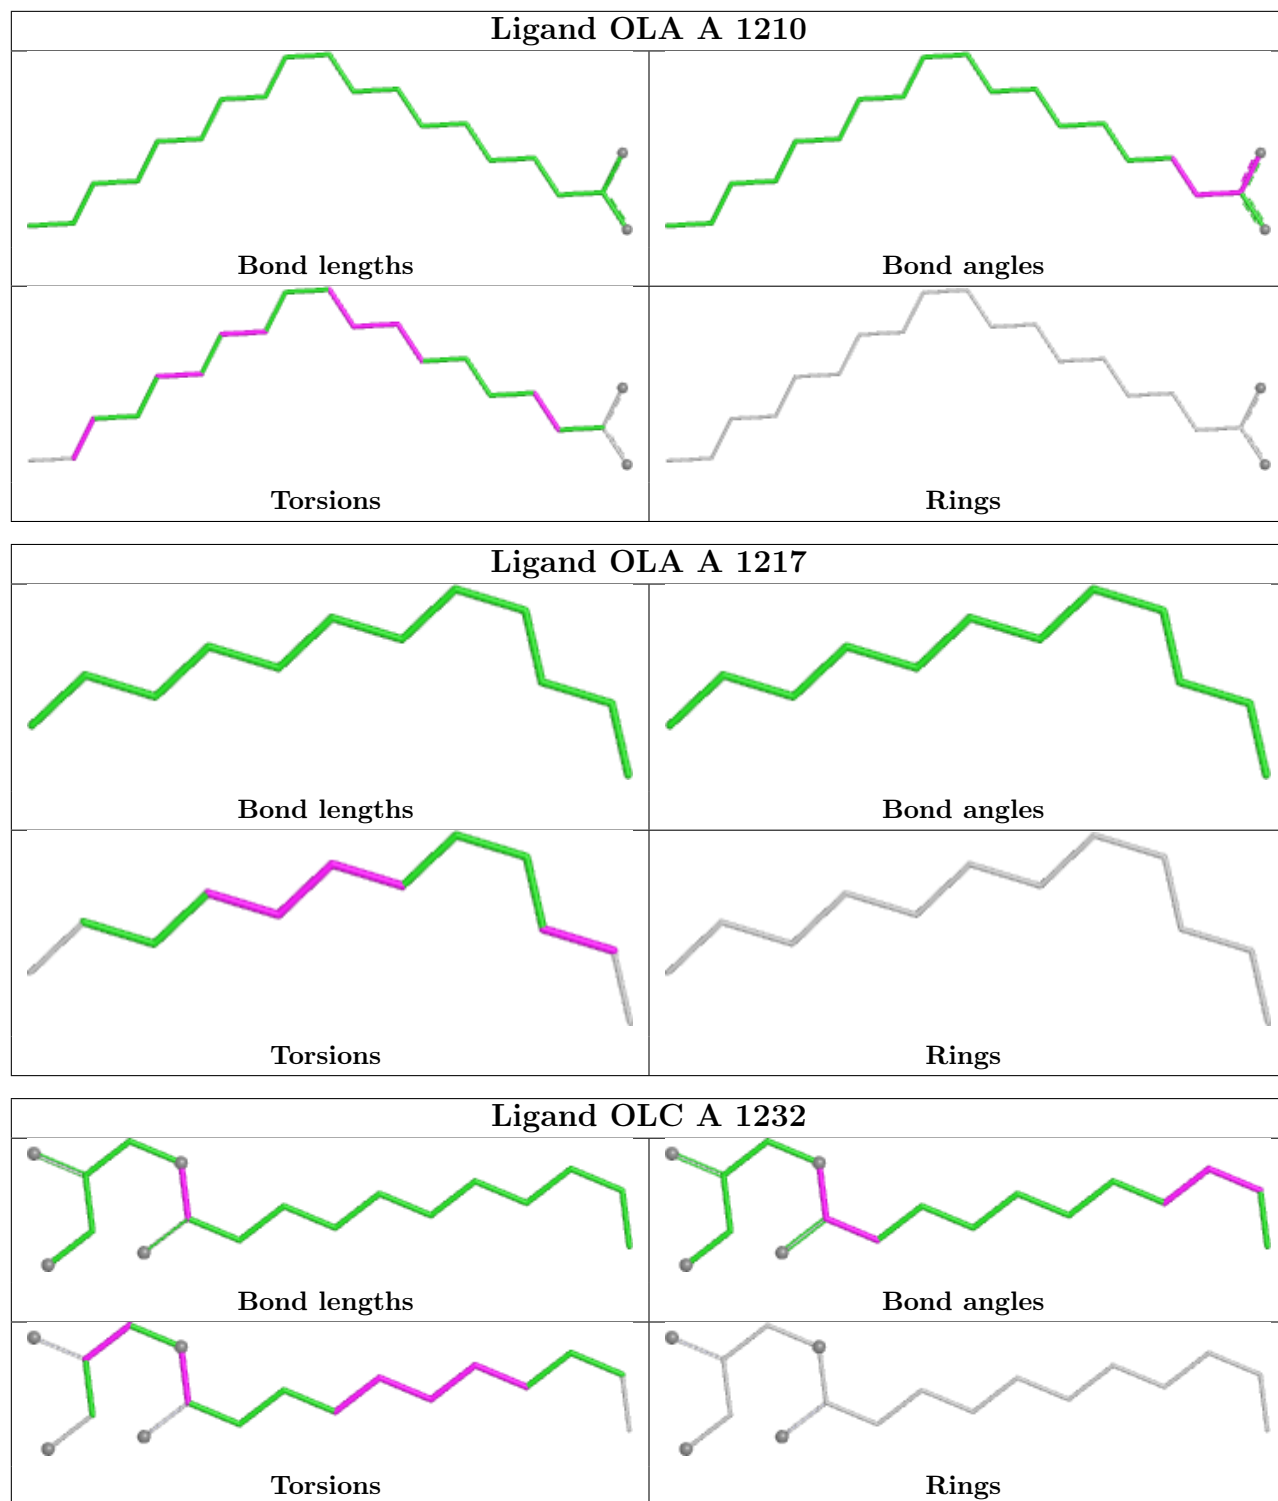 Ligand OLA A 1210
Bond lengths
Bond angles
Torsions
Rings
Ligand OLA A 1217
Bond lengths
Bond angles
Torsions
Rings
Ligand OLC A 1232
Bond lengths
Bond angles
Torsions
Rings